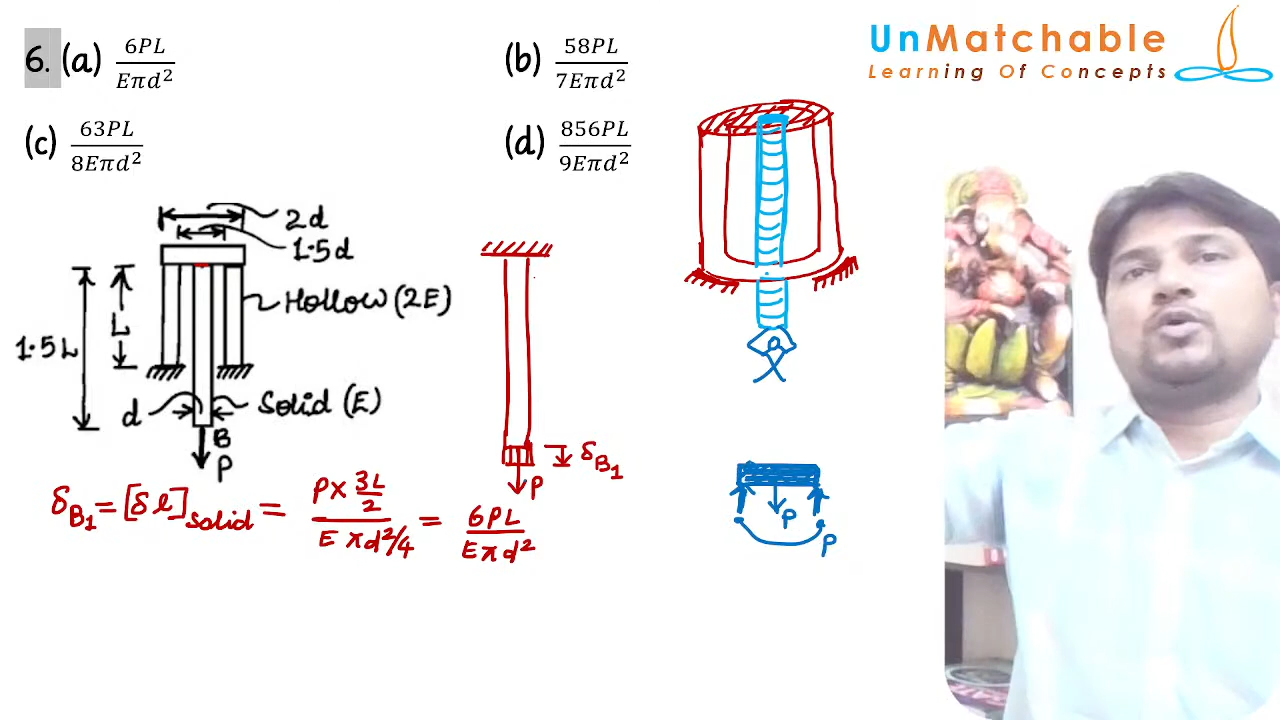 UnMatchable
Learning Of Concepts
6. (a) 6PL/Eπd²
(b) 58PL/7Eπd²
(c) 63PL/8Eπd²
(d) 856PL/9Eπd²
2d
1.5d
Hollow (2E)
L
1.5L
d
Solid (E)
B
P
δB₁
P
P
P
δB₁ = [δl]Solid = P × 3L/2 / E πd²/4 = 6PL/Eπd²